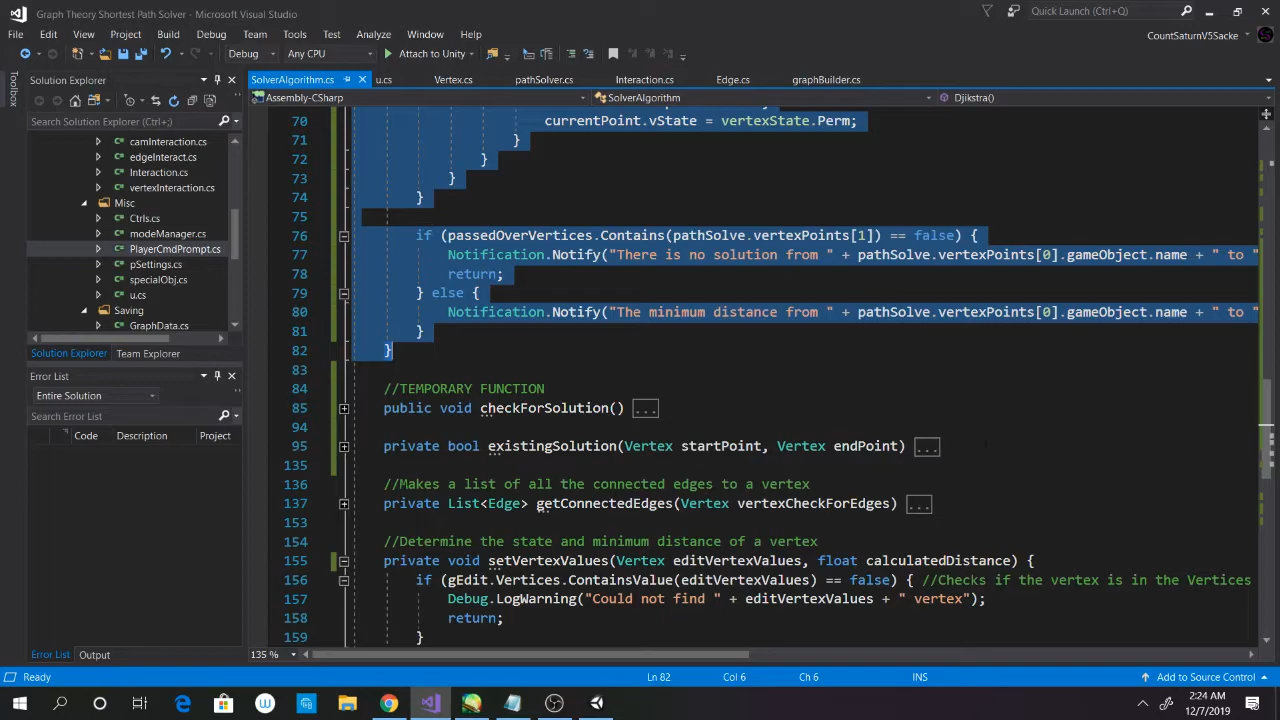 Graph Theory Shortest Path Solver - Microsoft Visual Studio
Quick Launch (Ctrl+Q)
File Edit View Project Build Debug Team Tools Test Analyze Window Help
CountSaturnV5Sacke
Debug Any CPU Attach to Unity
Toolbox
Solution Explorer
Search Solution Explorer (Ctrl+;)
camInteraction.cs
edgeInteract.cs
Interaction.cs
vertexInteraction.cs
Misc
Ctrls.cs
modeManager.cs
PlayerCmdPrompt.cs
pSettings.cs
specialObj.cs
u.cs
Saving
GraphData.cs
Solution Explorer Team Explorer
Error List
Entire Solution
Search Error List
Code Description Project
Error List Output
SolverAlgorithm.cs u.cs Vertex.cs pathSolver.cs Interaction.cs Edge.cs graphBuilder.cs
Assembly-CSharp SolverAlgorithm Djikstra()
70 currentPoint.vState = vertexState.Perm;
71 }
72 }
73 }
74 }
75
76 if (passedOverVertices.Contains(pathSolve.vertexPoints[1]) == false) {
77 Notification.Notify("There is no solution from " + pathSolve.vertexPoints[0].gameObject.name + " to "
78 return;
79 } else {
80 Notification.Notify("The minimum distance from " + pathSolve.vertexPoints[0].gameObject.name + " to "
81 }
82 }
83
84 //TEMPORARY FUNCTION
85 public void checkForSolution() ...
94
95 private bool existingSolution(Vertex startPoint, Vertex endPoint) ...
135
136 //Makes a list of all the connected edges to a vertex
137 private List<Edge> getConnectedEdges(Vertex vertexCheckForEdges) ...
153
154 //Determine the state and minimum distance of a vertex
155 private void setVertexValues(Vertex editVertexValues, float calculatedDistance) {
156 if (gEdit.Vertices.ContainsValue(editVertexValues) == false) { //Checks if the vertex is in the Vertices
157 Debug.LogWarning("Could not find " + editVertexValues + " vertex");
158 return;
159 }
135 %
Ready Ln 82 Col 6 Ch 6 INS Add to Source Control
2:24 AM
12/7/2019